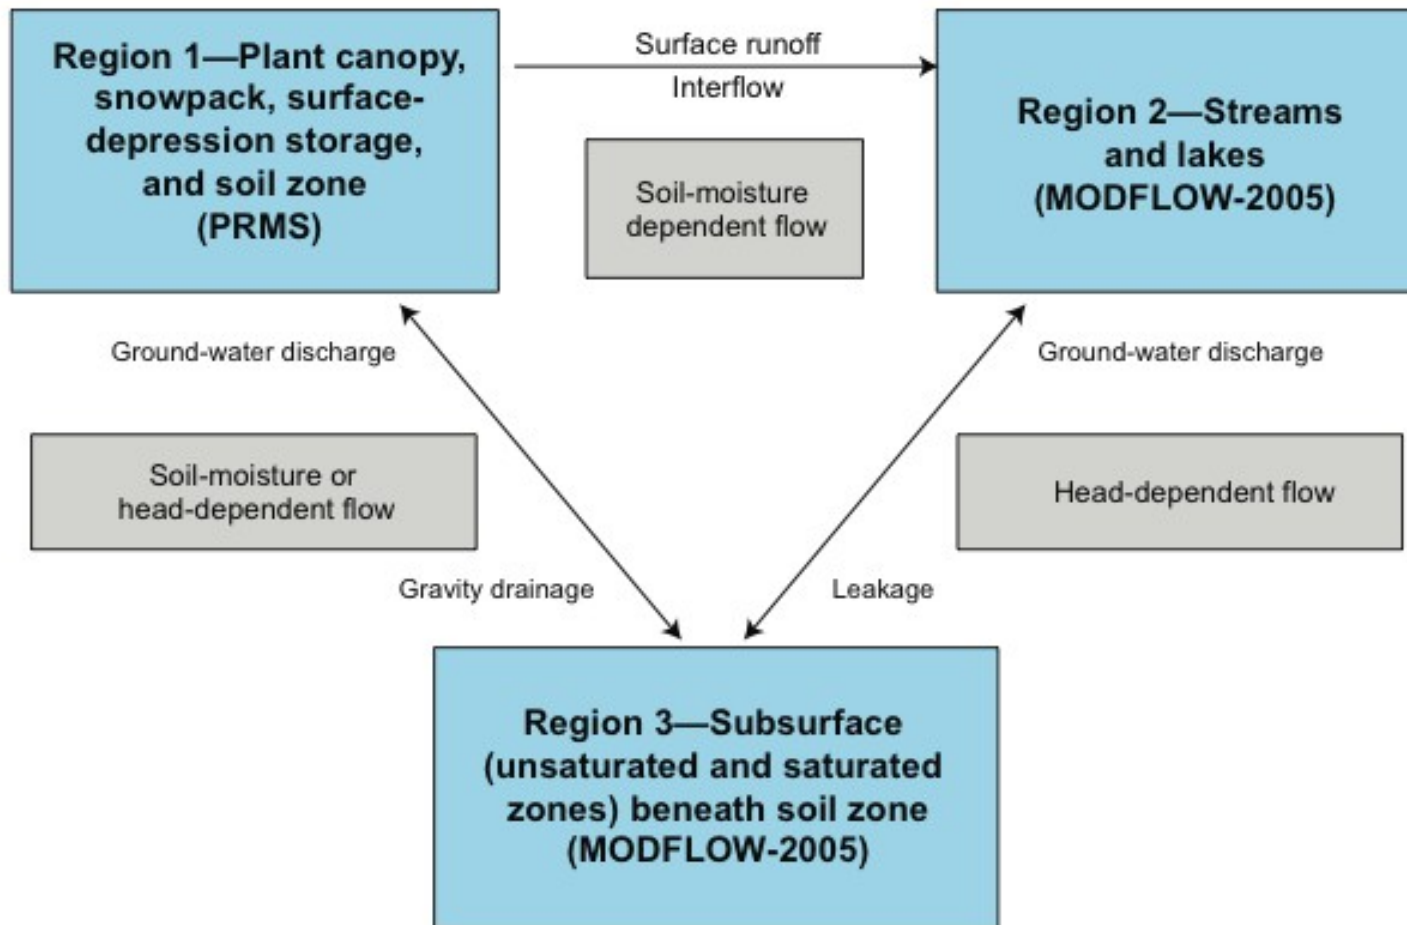 Region 1—Plant canopy,
snowpack, surface-
depression storage,
and soil zone
(PRMS)
Surface runoff
Interflow
Soil-moisture
dependent flow
Region 2—Streams
and lakes
(MODFLOW-2005)
Ground-water discharge
Ground-water discharge
Soil-moisture or
head-dependent flow
Head-dependent flow
Gravity drainage
Leakage
Region 3—Subsurface
(unsaturated and saturated
zones) beneath soil zone
(MODFLOW-2005)